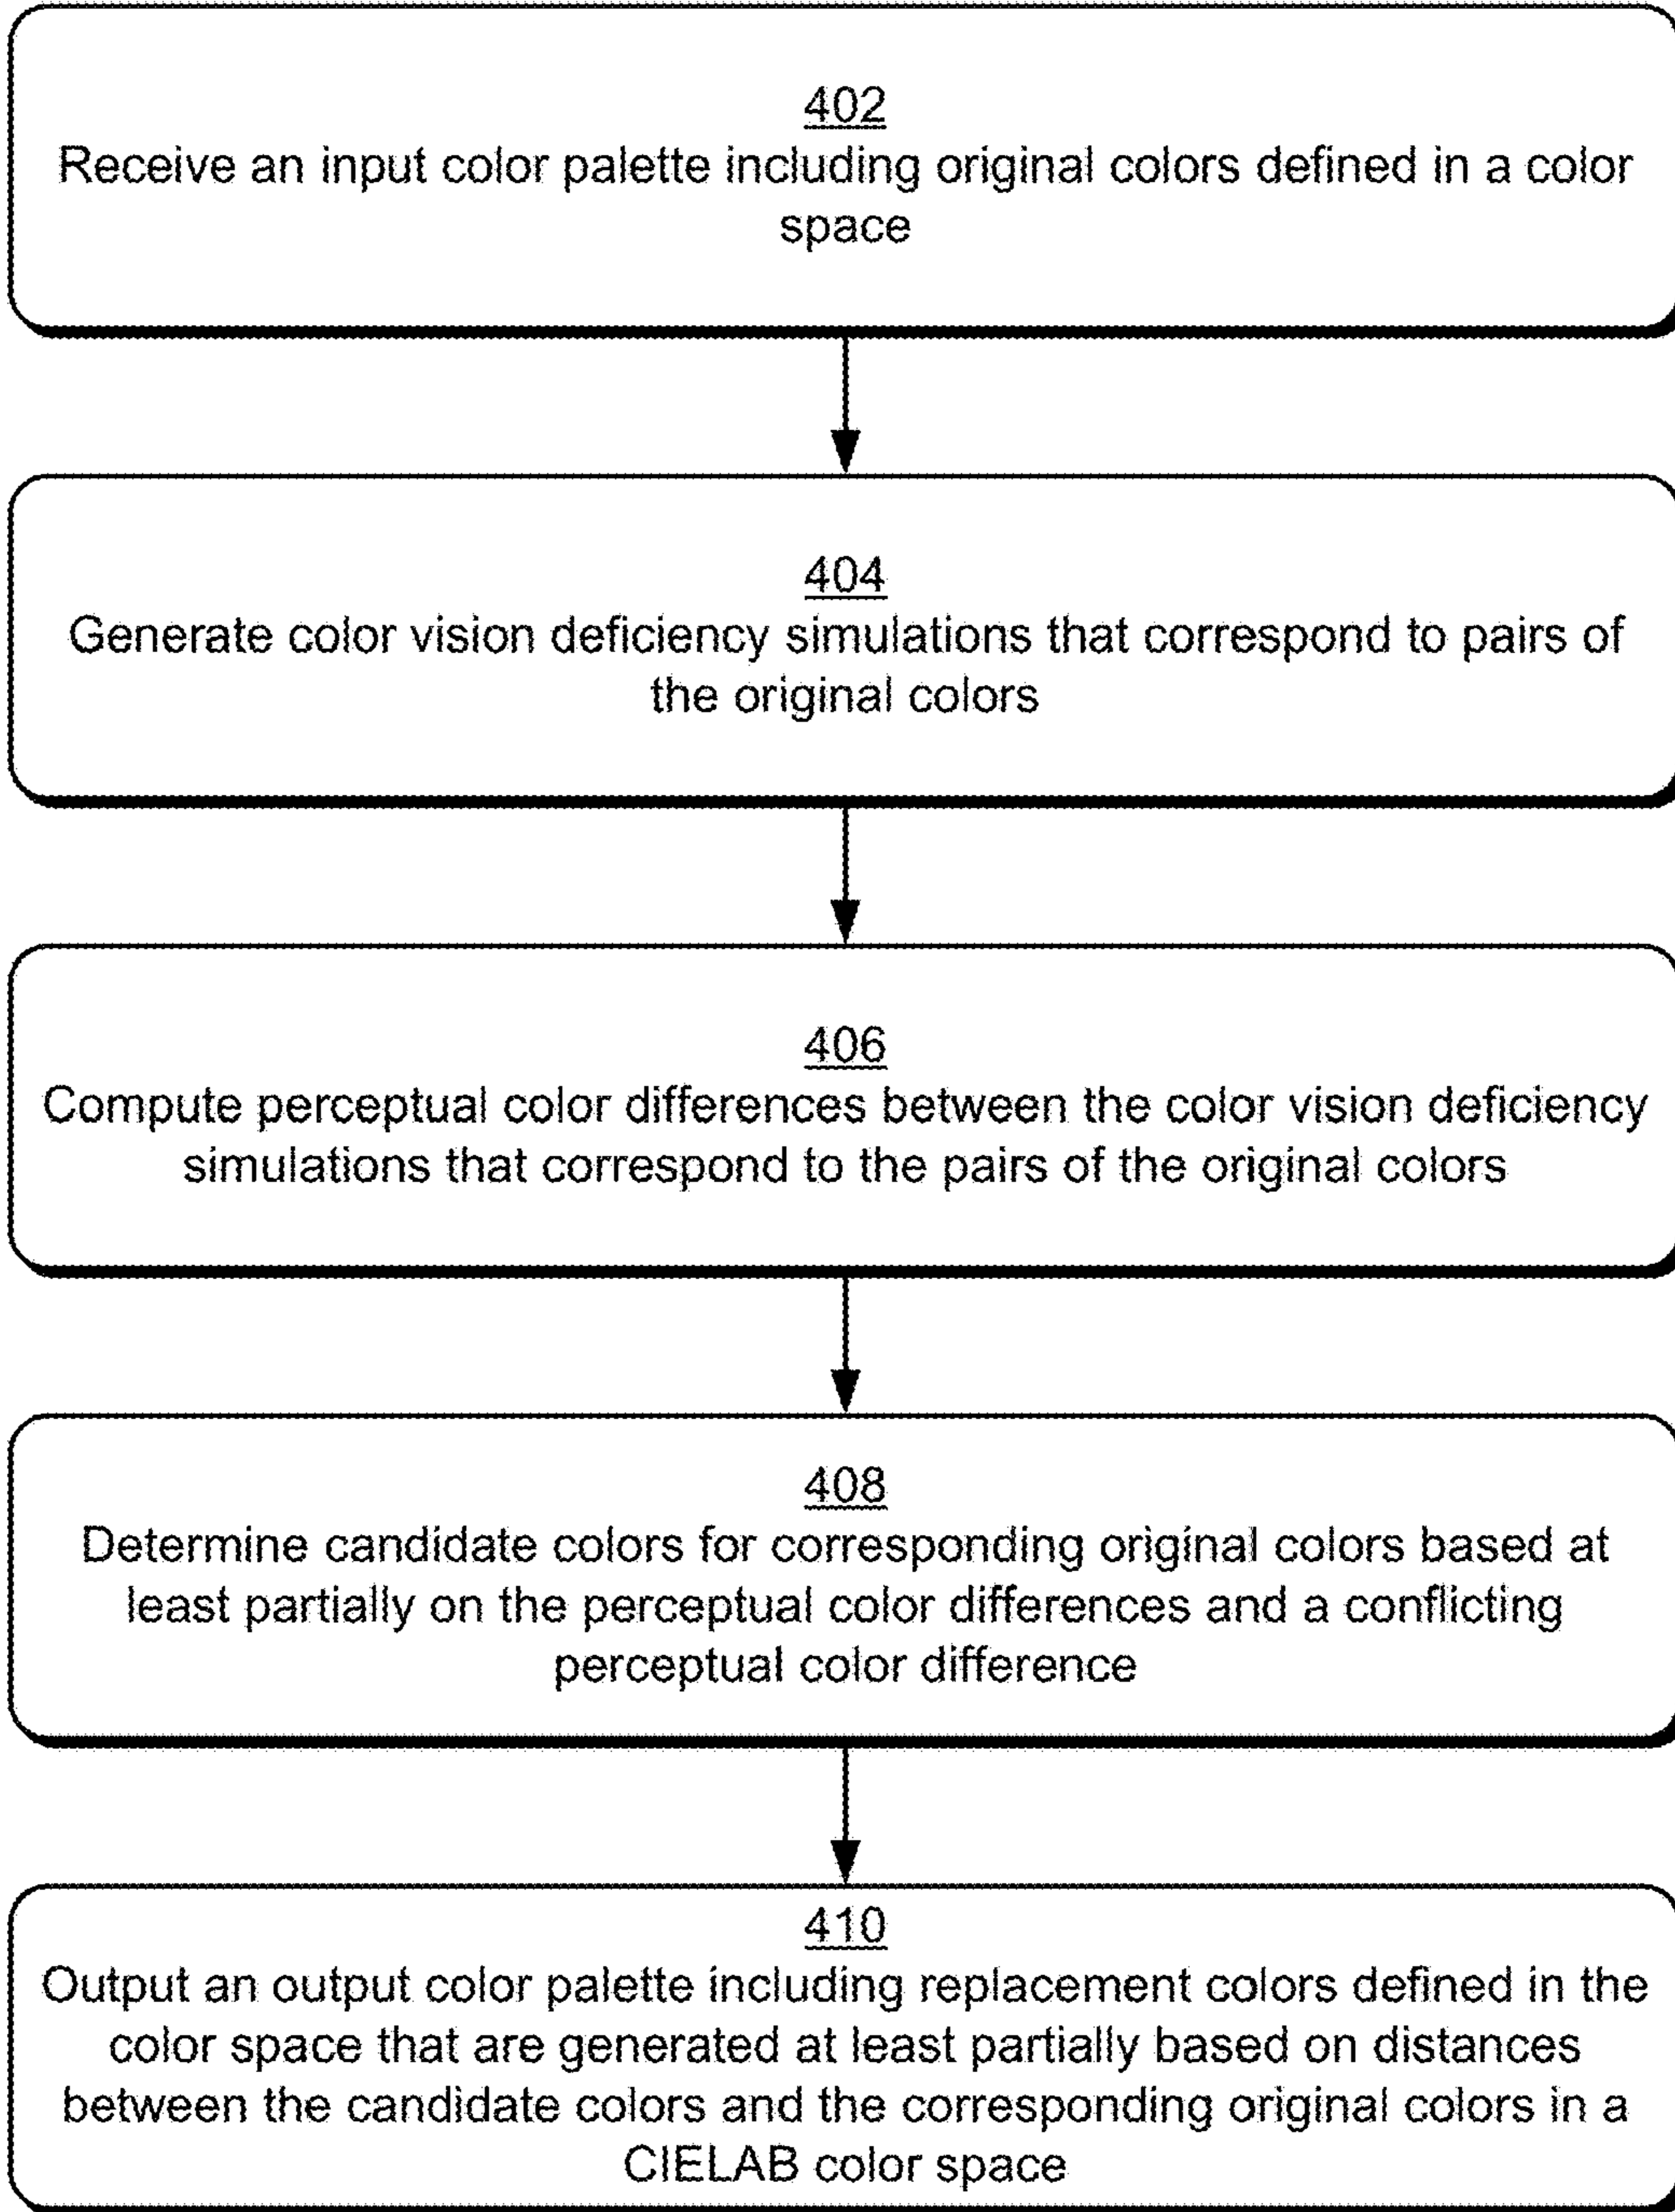 402
Receive an input color palette including original colors defined in a color
space
404
Generate color vision deficiency simulations that correspond to pairs of
the original colors
406
Compute perceptual color differences between the color vision deficiency
simulations that correspond to the pairs of the original colors
408
Determine candidate colors for corresponding original colors based at
least partially on the perceptual color differences and a conflicting
perceptual color difference
410
Output an output color palette including replacement colors defined in the
color space that are generated at least partially based on distances
between the candidate colors and the corresponding original colors in a
CIELAB color space